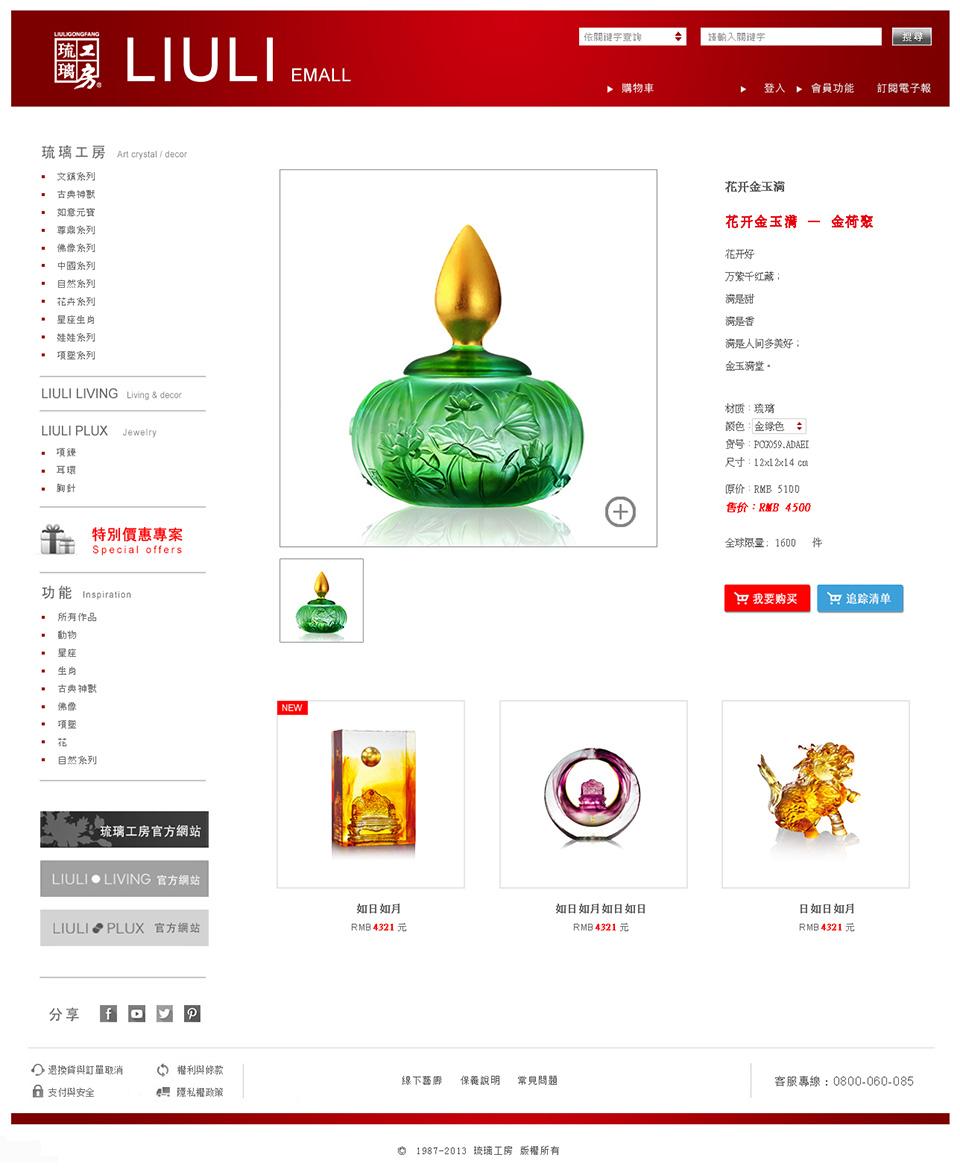 LIULIGONGFANG
琉璃工房
LIULI EMALL
依關鍵字查詢
請輸入關鍵字
搜尋
購物車
登入
會員功能
訂閱電子報
琉璃工房 Art crystal / decor
文鎮系列
古典神獸
如意元寶
尊鼎系列
佛像系列
中國系列
自然系列
花卉系列
星座生肖
娃娃系列
項墜系列
LIULI LIVING Living & decor
LIULI PLUX Jewelry
項鍊
耳環
胸針
特別價惠專案
Special offers
功能 Inspiration
所有作品
動物
星座
生肖
古典神獸
佛像
項墜
花
自然系列
琉璃工房官方網站
LIULI LIVING 官方網站
LIULI PLUX 官方網站
分享
花开金玉满
花开金玉满 一 金荷聚
花开好
万紫千红藏；
满是甜
满是香
满是人间多美好；
金玉满堂。
材质：琉璃
颜色：金绿色
货号：PCG059.ADAEI
尺寸：12x12x14 cm
原价：RMB 5100
售价：RMB 4500
全球限量; 1600 件
我要购买
追踪清单
NEW
如日如月
RMB 4321 元
如日如月如日如日
RMB 4321 元
日如日如月
RMB 4321 元
退換貨與訂單取消
權利與條款
支付與安全
隱私權政策
線下藝廊
保養說明
常見問題
客服專線：0800-060-085
© 1987-2013 琉璃工房 版權所有